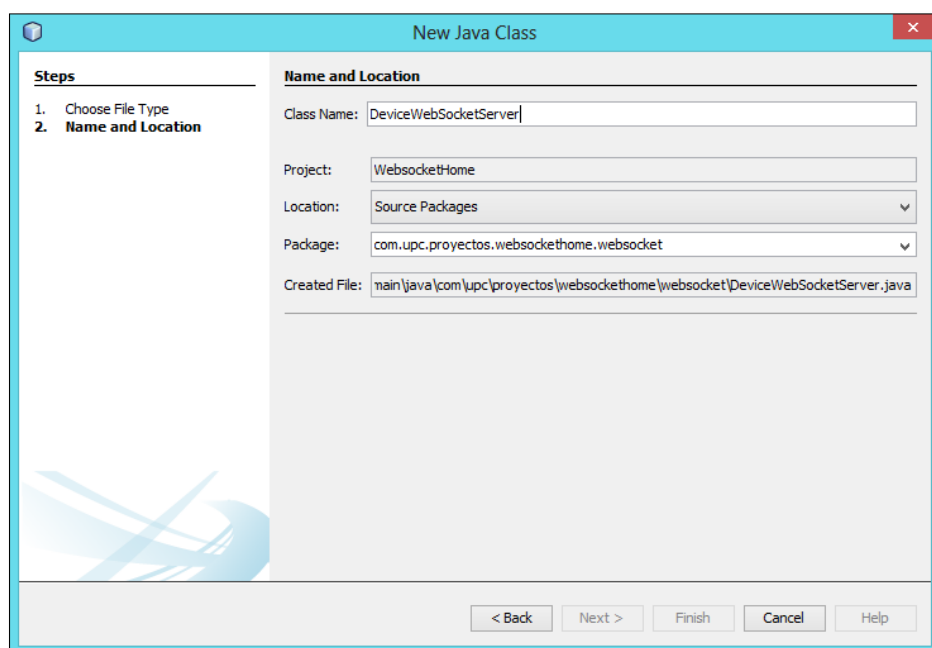 New Java Class
Steps
1. Choose File Type
2. Name and Location
Name and Location
Class Name: DeviceWebSocketServer
Project: WebsocketHome
Location: Source Packages
Package: com.upc.proyectos.websockethome.websocket
Created File: nain\java\com\upc\proyectos\websockethome\websocket\DeviceWebSocketServer.java
< Back Next > Finish Cancel Help